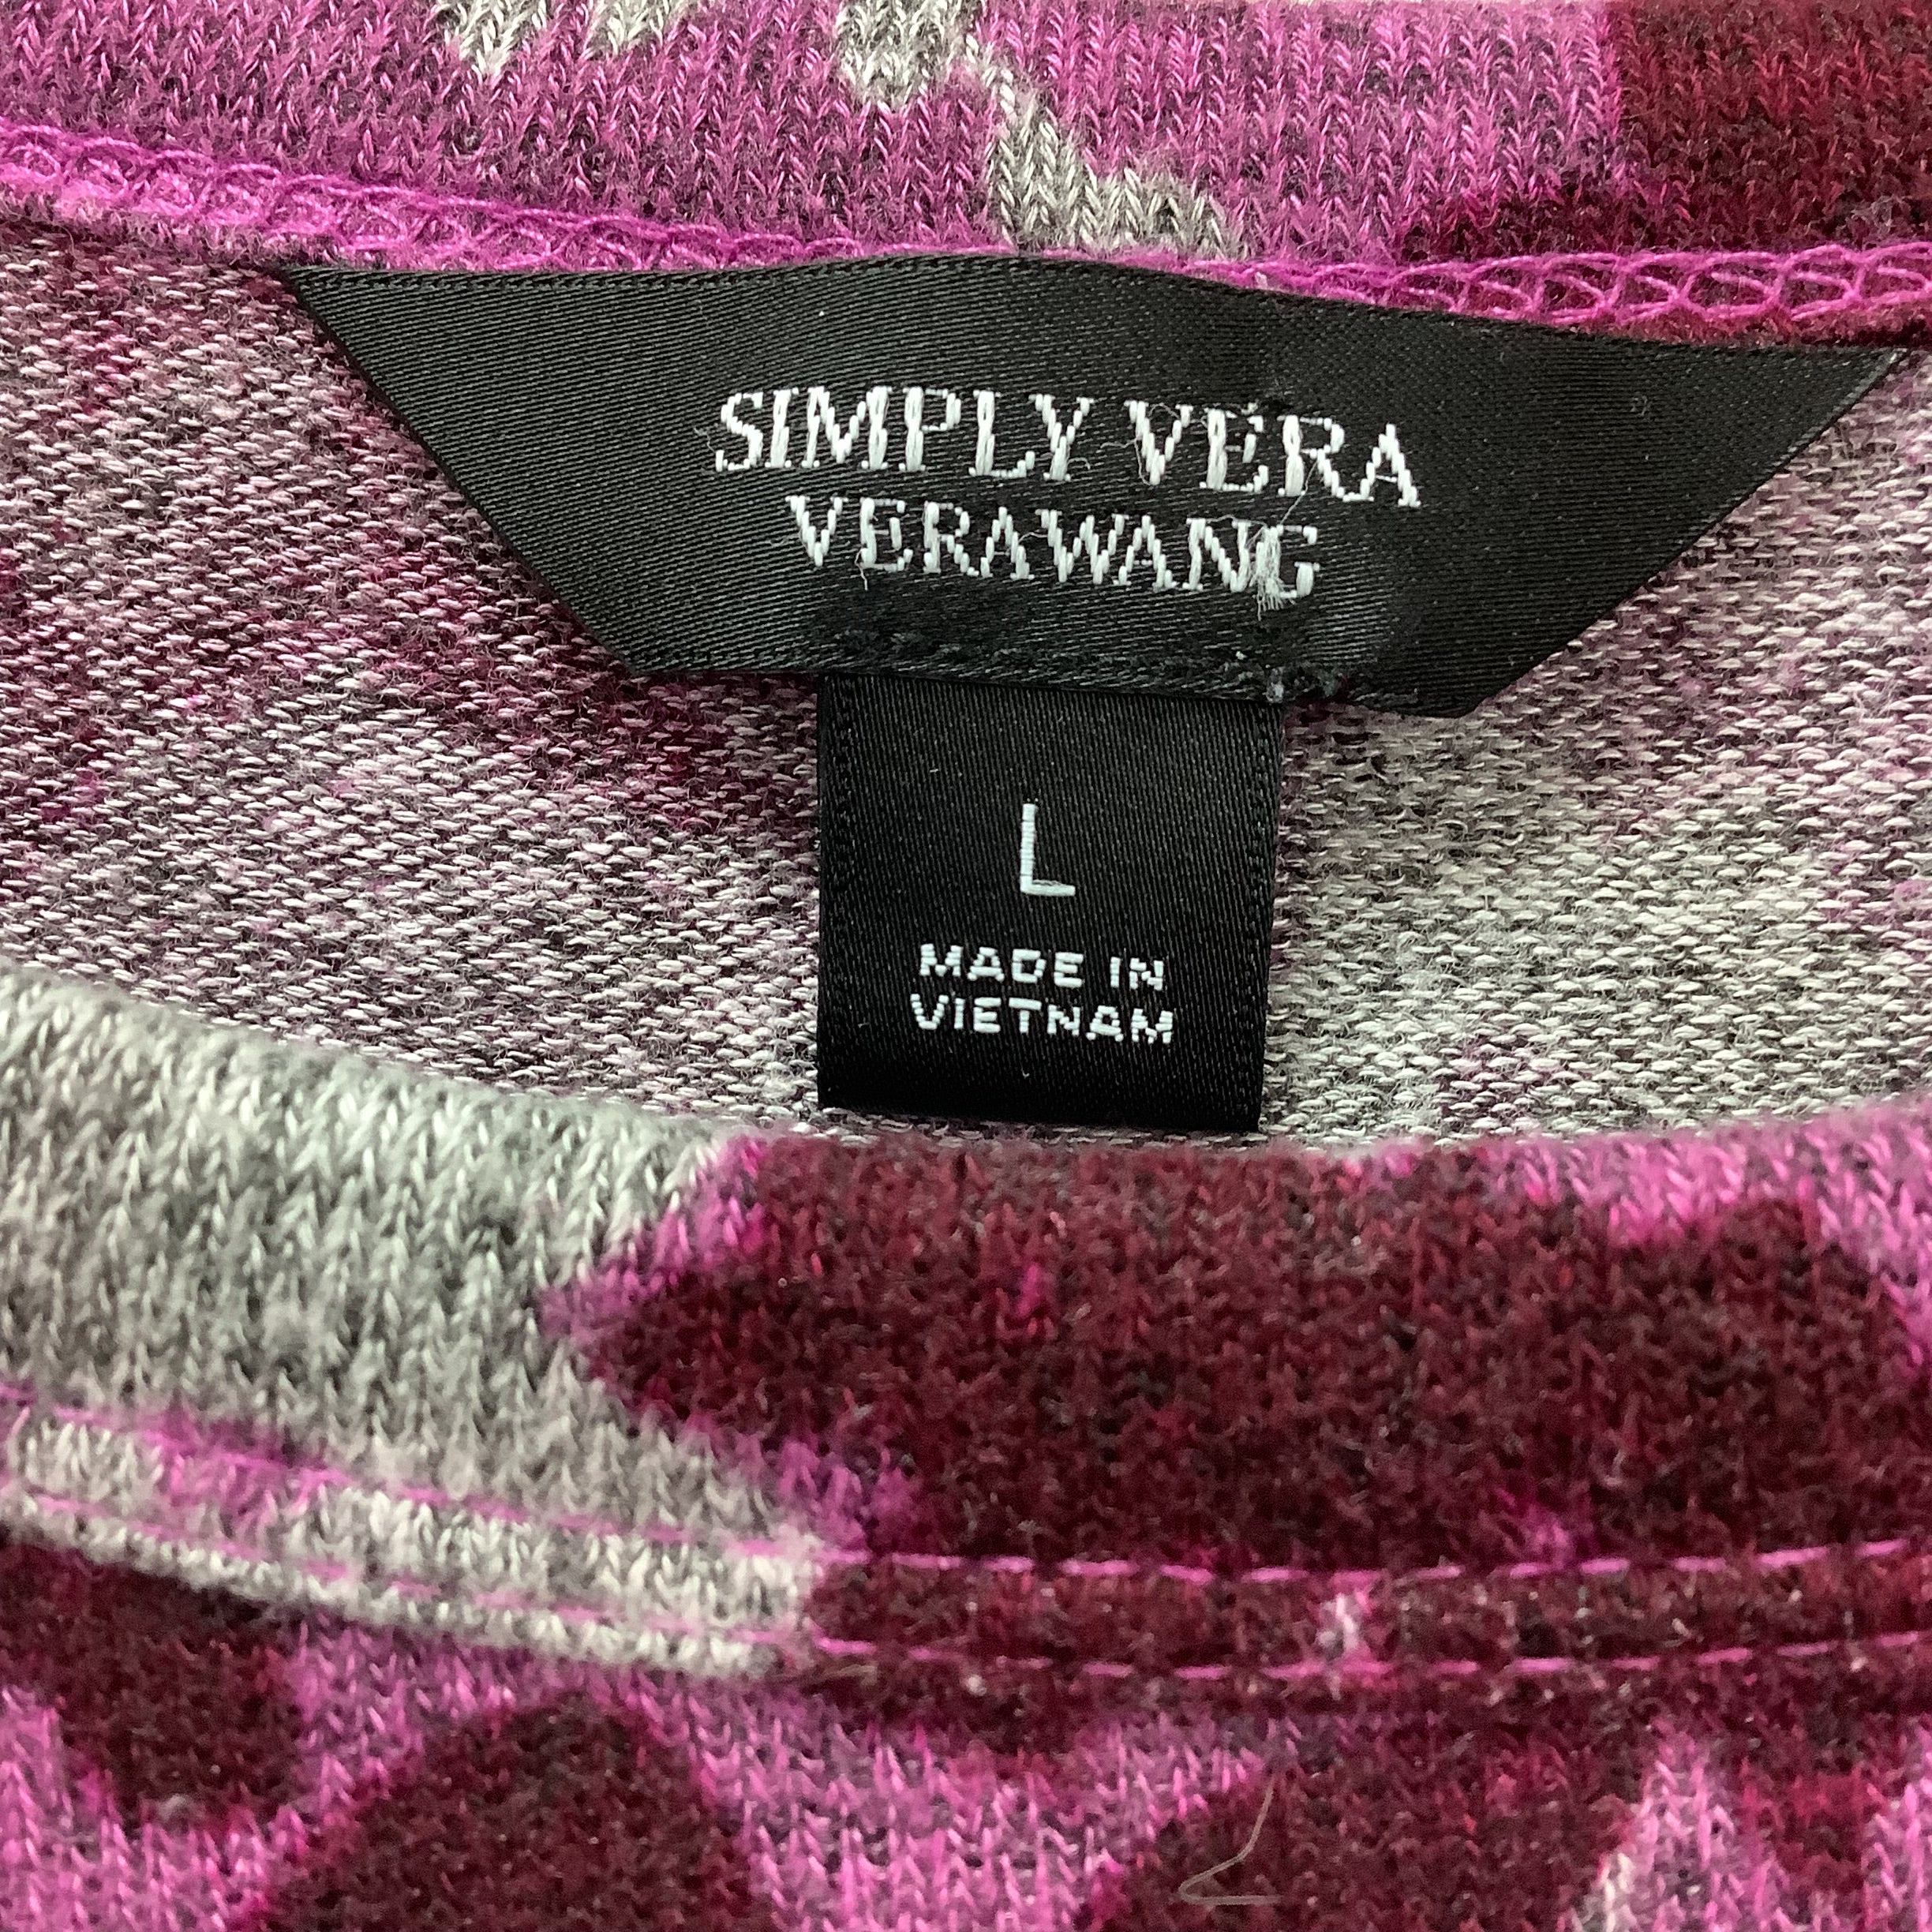 SIMPLY VERA
VERAWANG
L
MADE IN
VIETNAM